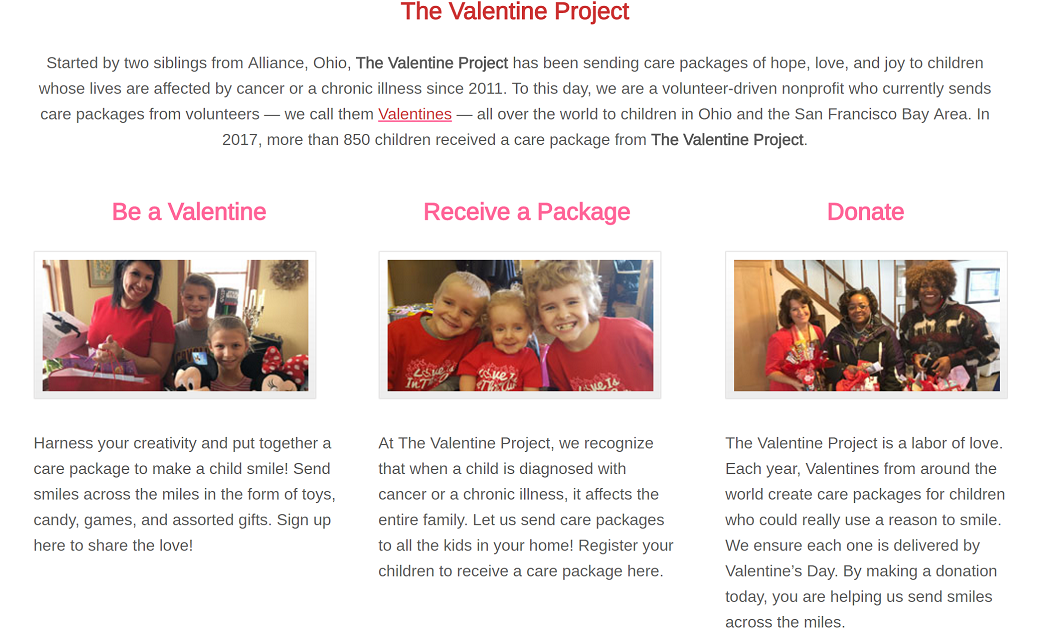 The Valentine Project
Started by two siblings from Alliance, Ohio, The Valentine Project has been sending care packages of hope, love, and joy to children
whose lives are affected by cancer or a chronic illness since 2011. To this day, we are a volunteer-driven nonprofit who currently sends
care packages from volunteers — we call them Valentines — all over the world to children in Ohio and the San Francisco Bay Area. In
2017, more than 850 children received a care package from The Valentine Project.
Be a Valentine
Harness your creativity and put together a
care package to make a child smile! Send
smiles across the miles in the form of toys,
candy, games, and assorted gifts. Sign up
here to share the love!
Receive a Package
Love is
In The
Love is
In The
Love is
At The Valentine Project, we recognize
that when a child is diagnosed with
cancer or a chronic illness, it affects the
entire family. Let us send care packages
to all the kids in your home! Register your
children to receive a care package here.
Donate
The Valentine Project is a labor of love.
Each year, Valentines from around the
world create care packages for children
who could really use a reason to smile.
We ensure each one is delivered by
Valentine’s Day. By making a donation
today, you are helping us send smiles
across the miles.